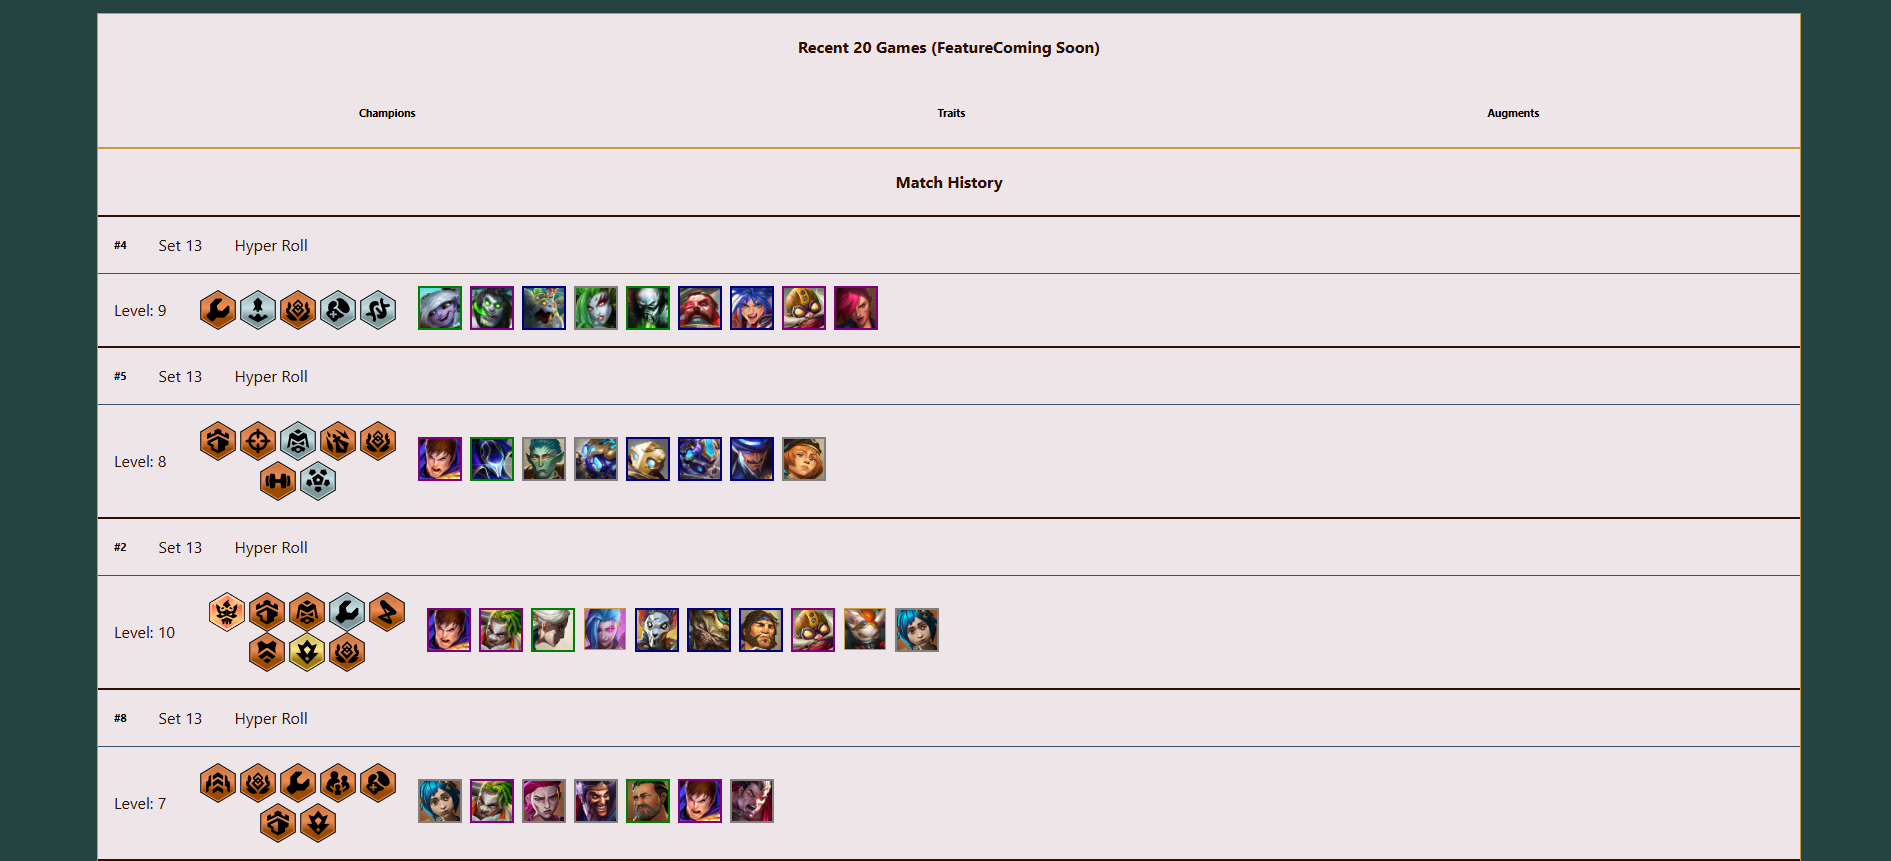 Recent 20 Games (FeatureComing Soon)
Champions Traits Augments
Match History
#4 Set 13 Hyper Roll
Level: 9
#5 Set 13 Hyper Roll
Level: 8
#2 Set 13 Hyper Roll
Level: 10
#8 Set 13 Hyper Roll
Level: 7